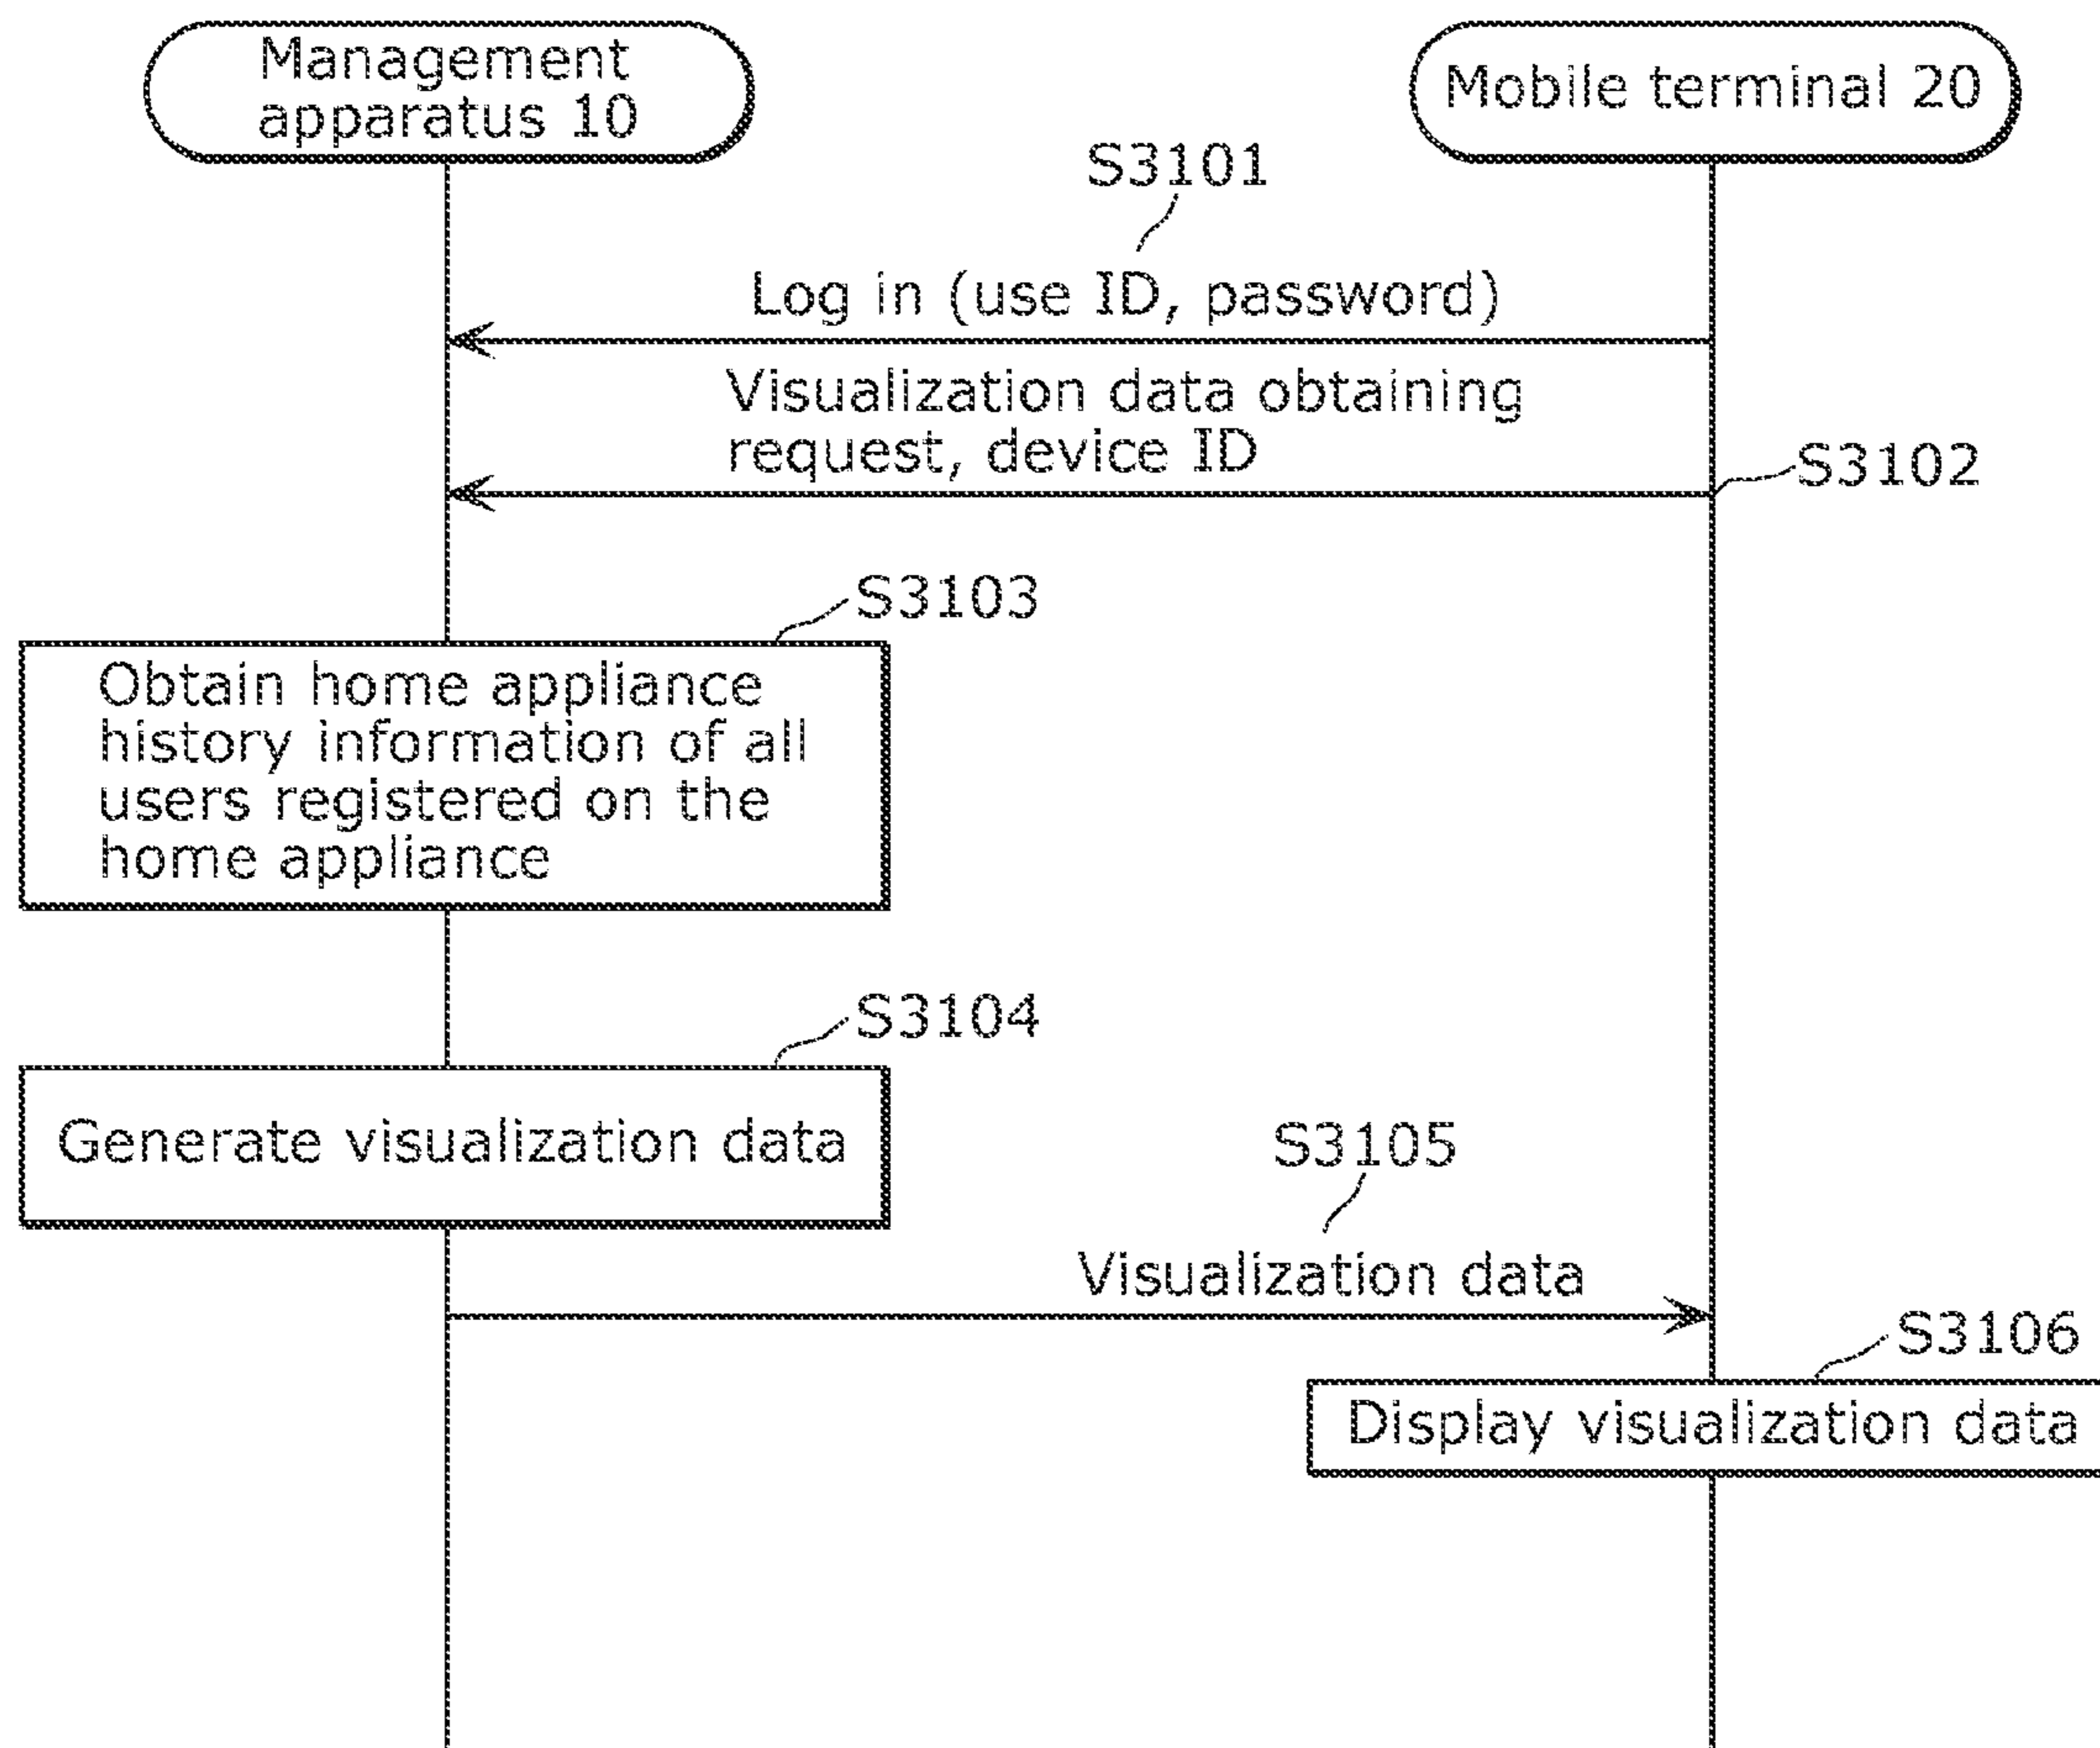 Management
apparatus 10
Mobile terminal 20
S3101
Log in (use ID, password)
Visualization data obtaining
request, device ID
S3102
S3103
Obtain home appliance
history information of all
users registered on the
home appliance
S3104
Generate visualization data
S3105
Visualization data
S3106
Display visualization data